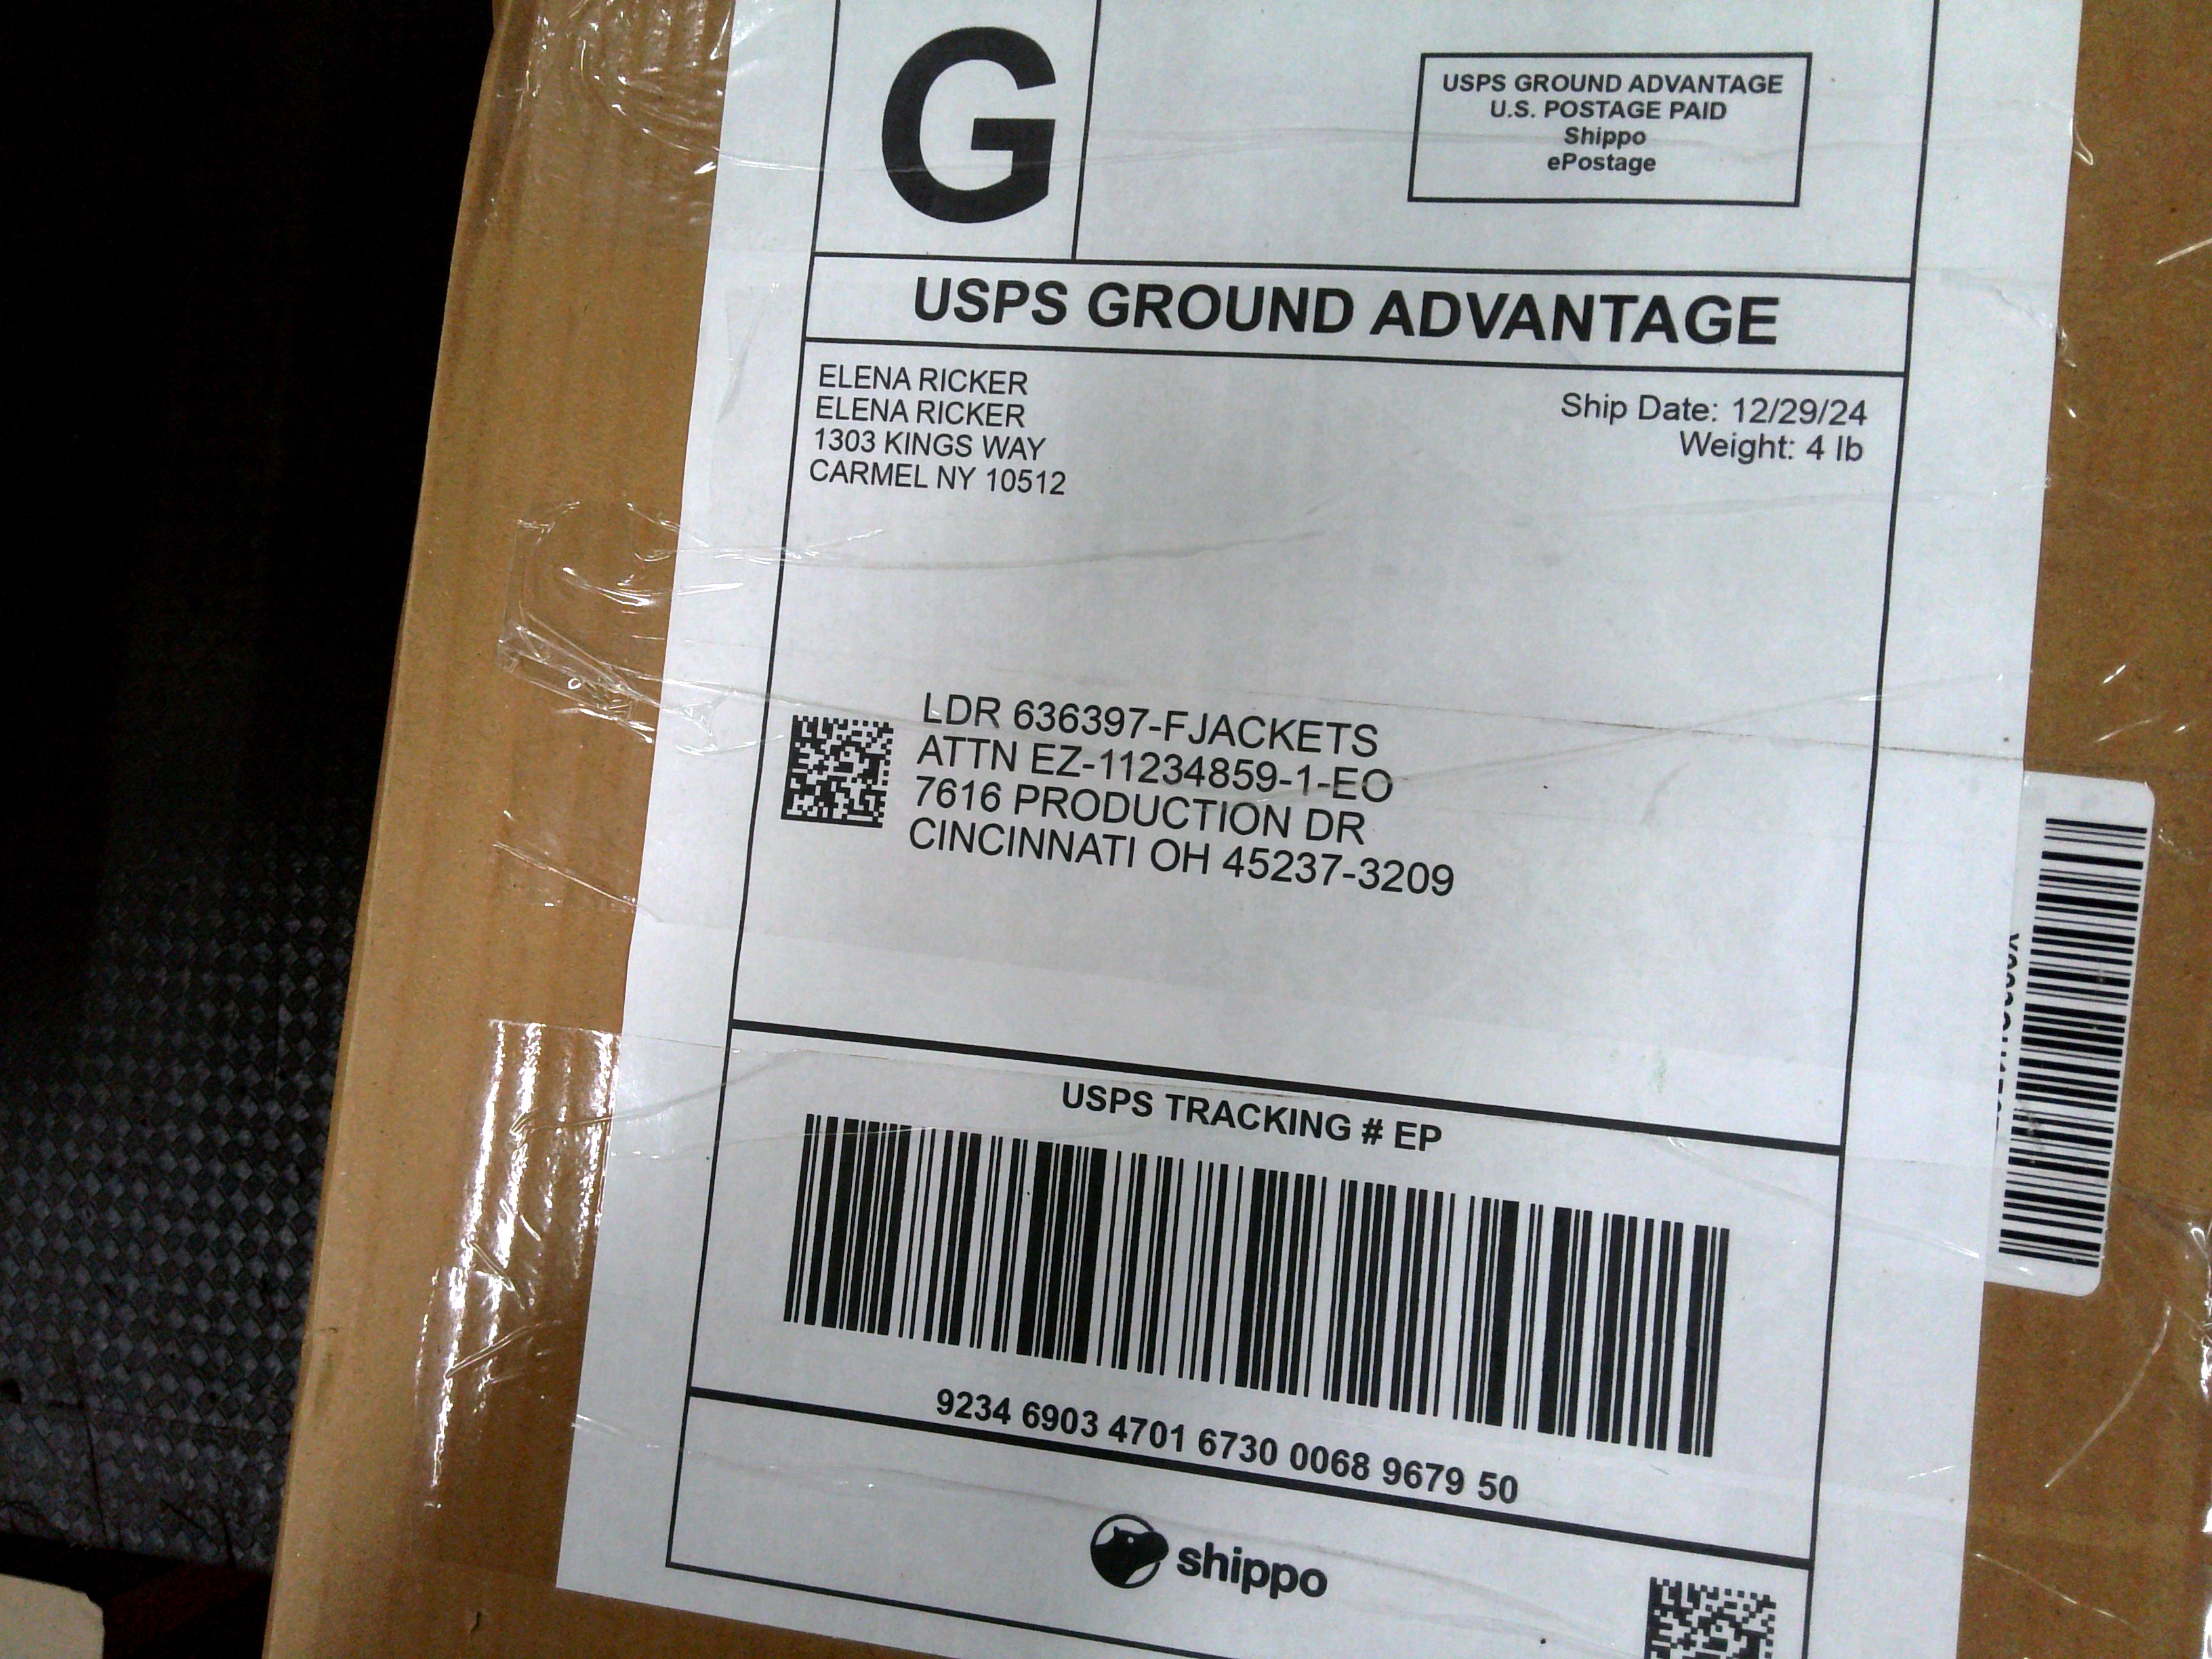 G
USPS GROUND ADVANTAGE
U.S. POSTAGE PAID
Shippo
ePostage
USPS GROUND ADVANTAGE
ELENA RICKER
ELENA RICKER
1303 KINGS WAY
CARMEL NY 10512
Ship Date: 12/29/24
Weight: 4 lb
LDR 636397-FJACKETS
ATTN EZ-11234859-1-EO
7616 PRODUCTION DR
CINCINNATI OH 45237-3209
USPS TRACKING # EP
9234 6903 4701 6730 0068 9679 50
shippo